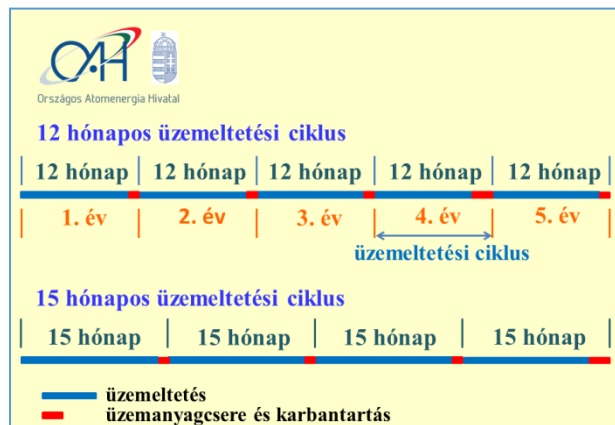 OAH
Országos Atomenergia Hivatal
12 hónapos üzemeltetési ciklus
12 hónap 12 hónap 12 hónap 12 hónap 12 hónap
1. év 2. év 3. év 4. év 5. év
üzemeltetési ciklus
15 hónapos üzemeltetési ciklus
15 hónap 15 hónap 15 hónap 15 hónap
üzemeltetés
üzemanyagcsere és karbantartás